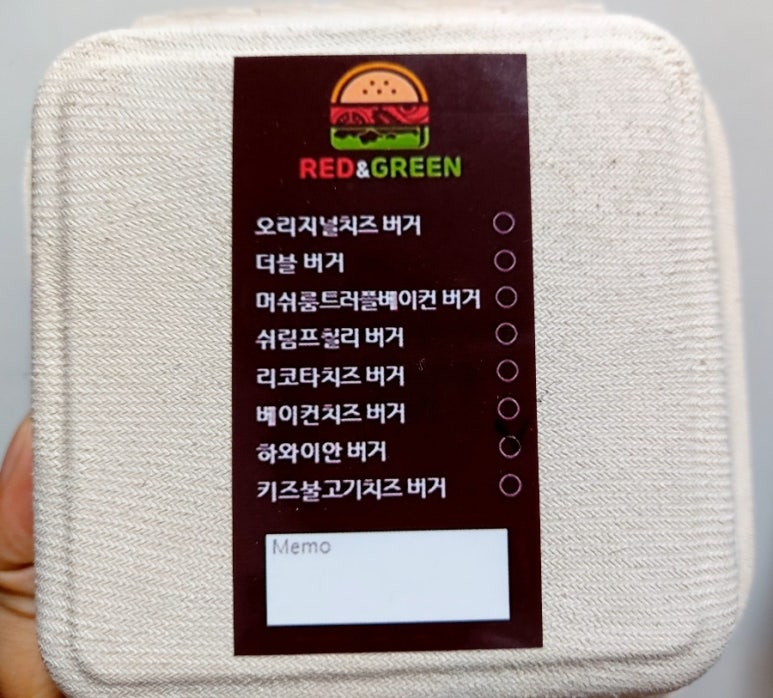 RED&GREEN
오리지널치즈 버거
더블 버거
머쉬룸트러플베이컨 버거
쉬림프칠리 버거
리코타치즈 버거
베이컨치즈 버거
하와이안 버거
키즈불고기치즈 버거
Memo